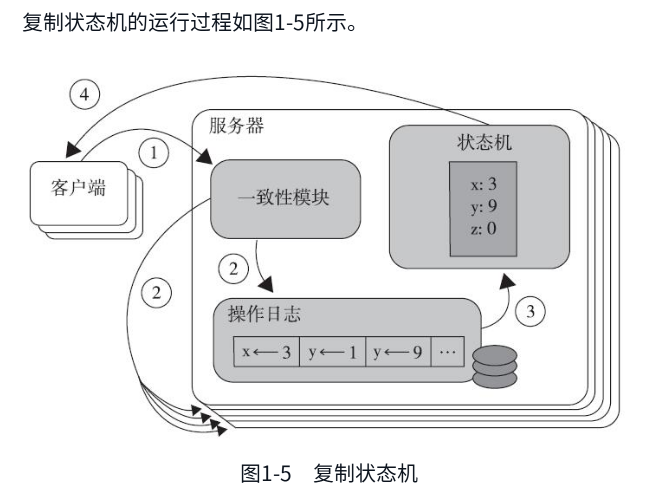 复制状态机的运行过程如图1-5所示。
④
服务器
状态机
①
客户端
一致性模块
x: 3
y: 9
z: 0
②
②
③
操作日志
x←3 y←1 y←9 …
图1-5 复制状态机